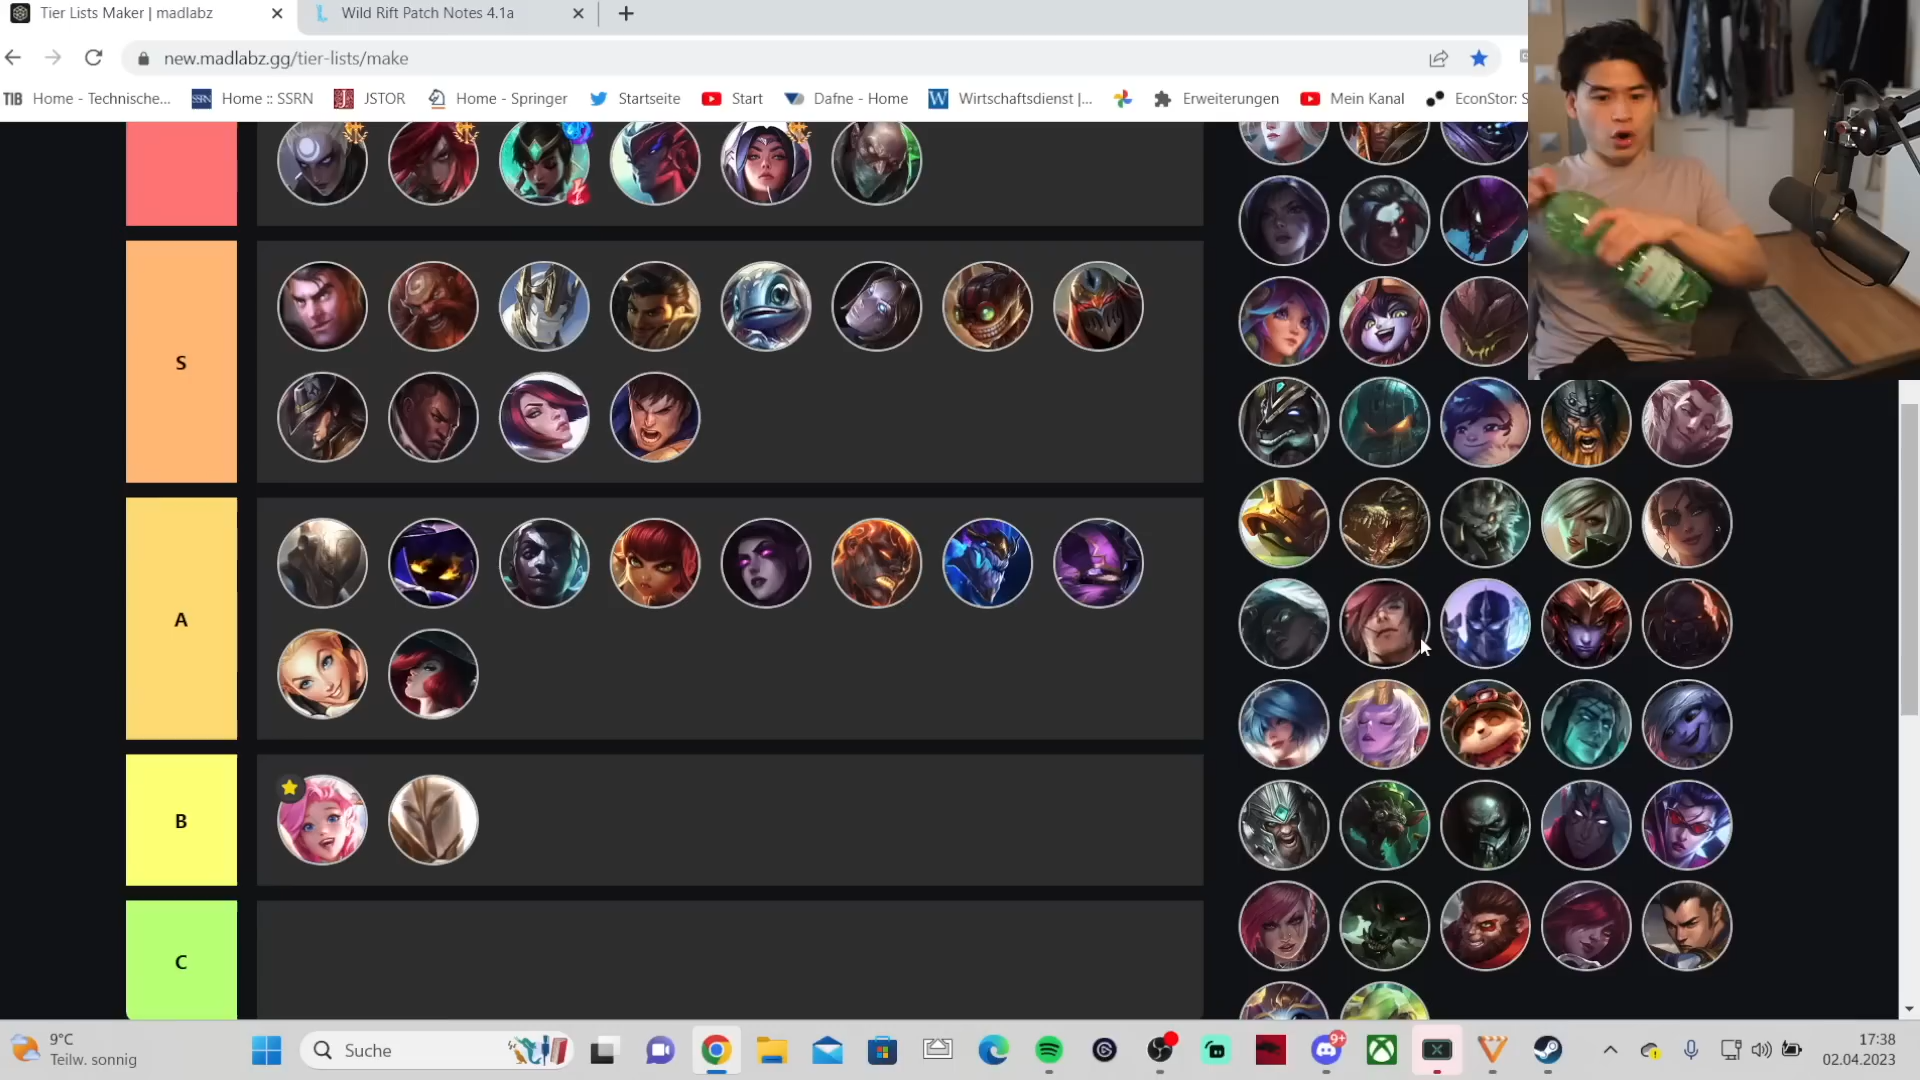 Tier Lists Maker | madlabz
Wild Rift Patch Notes 4.1a
new.madlabz.gg/tier-lists/make
TIB Home - Technische...
SSRN Home :: SSRN
JSTOR
Home - Springer
Startseite
Start
Dafne - Home
W Wirtschaftsdienst |...
Erweiterungen
Mein Kanal
EconStor: S
S
A
B
C
9°C
Teilw. sonnig
Suche
9+
17:38
02.04.2023